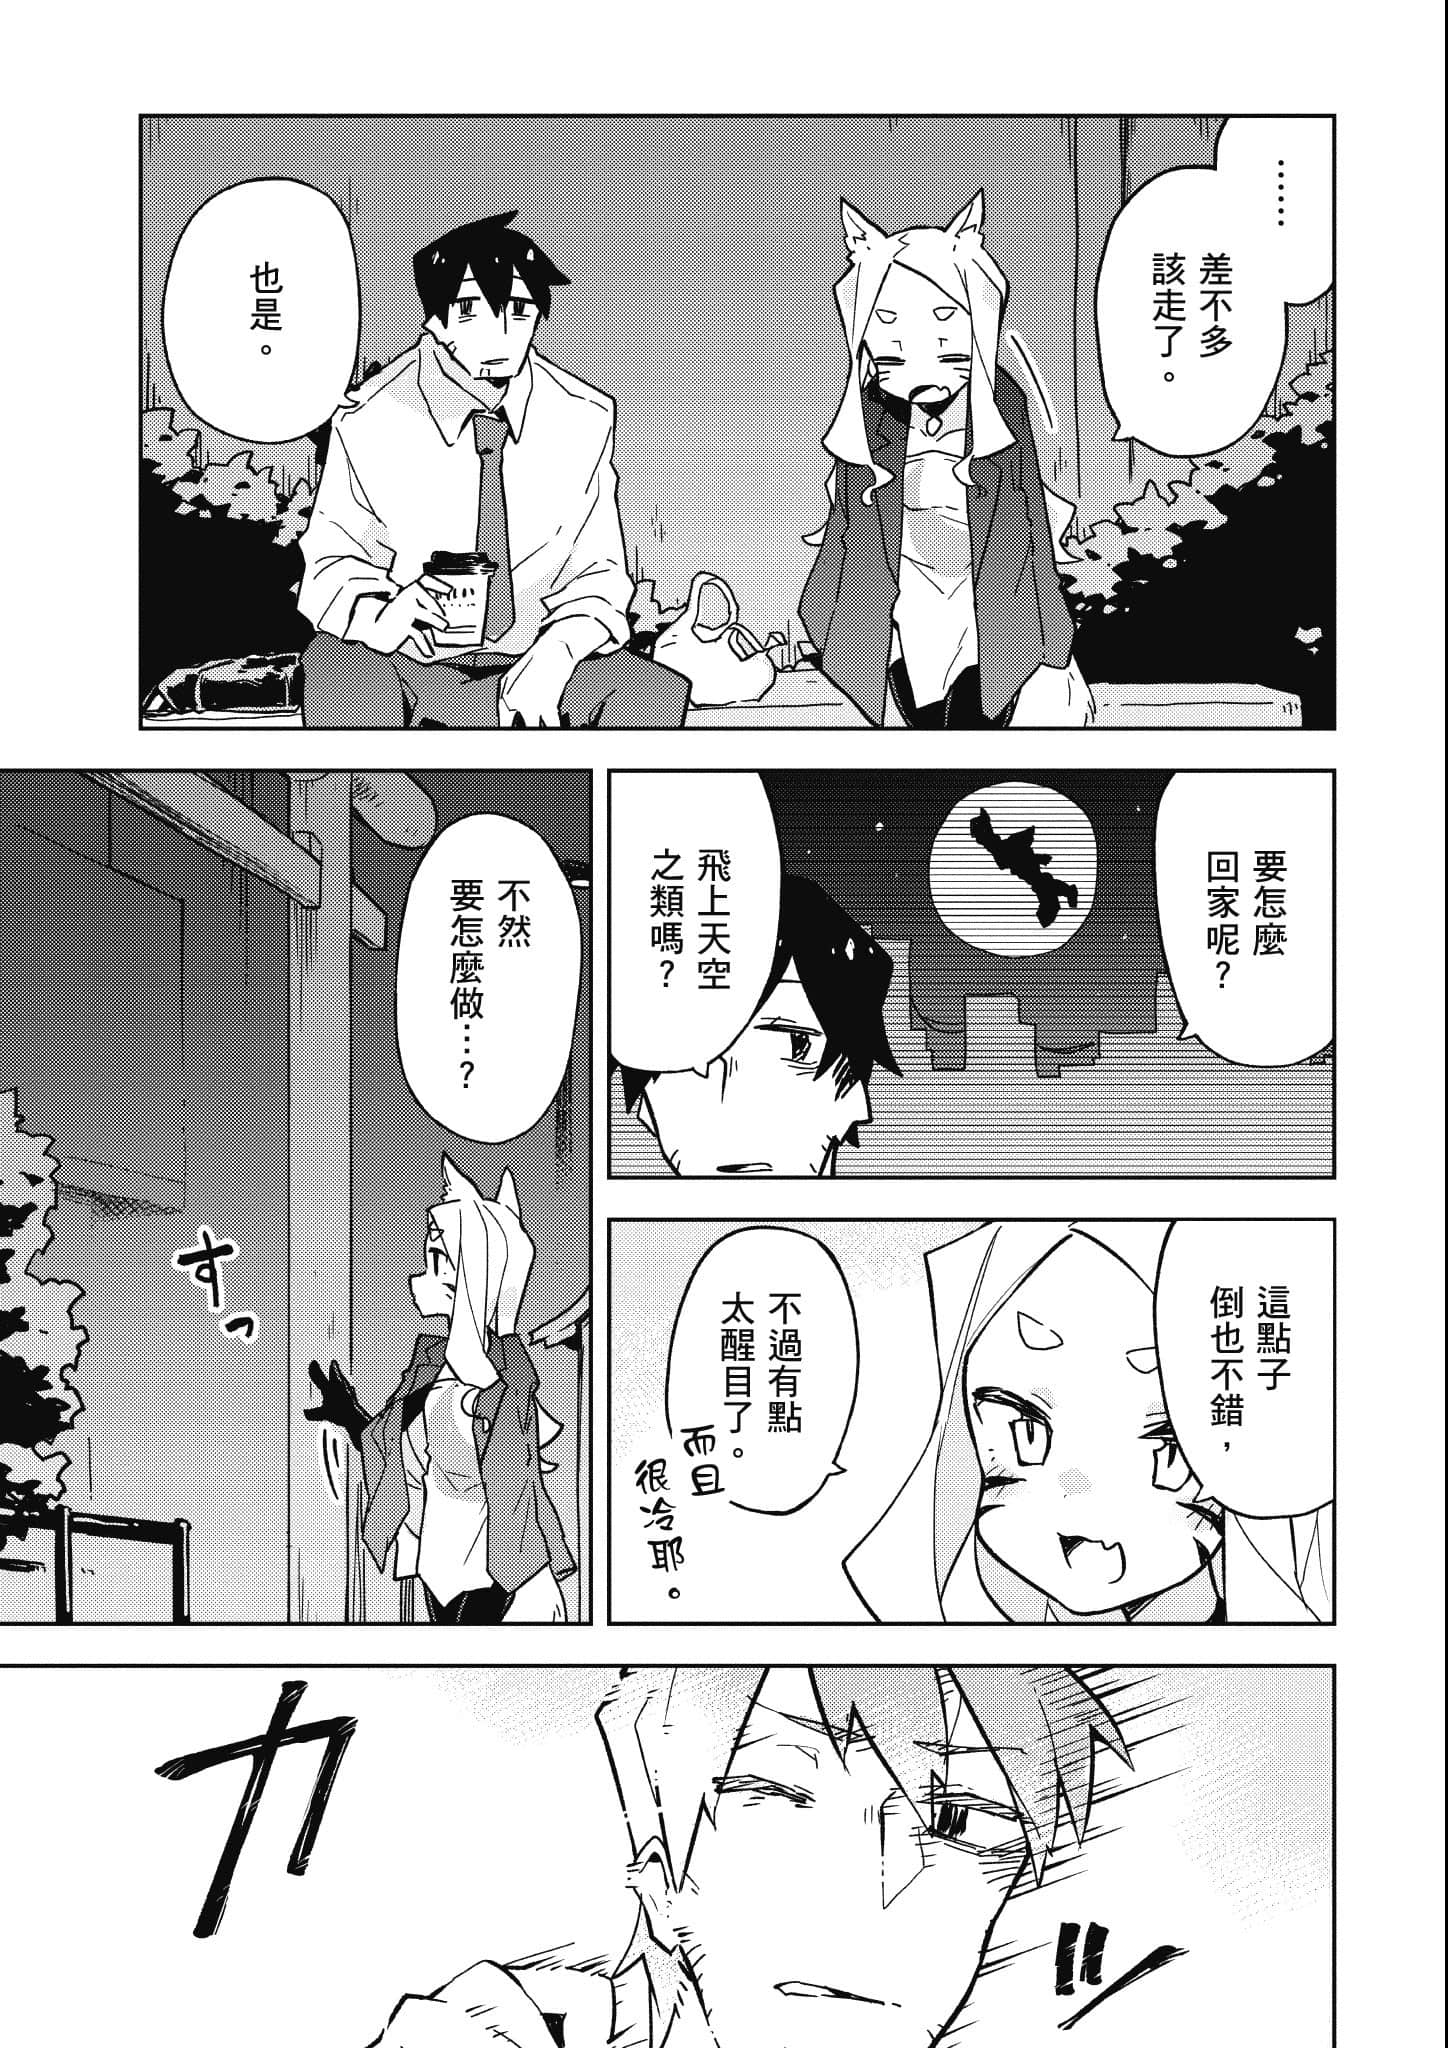 ……
差不多
該走了。
也是。
要怎麼
回家呢？
飛上天空
之類嗎？
這點子
倒也不錯，
不過有點
太醒目了。
而且
很冷耶。
不然
要怎麼做…？
すっ
カッ